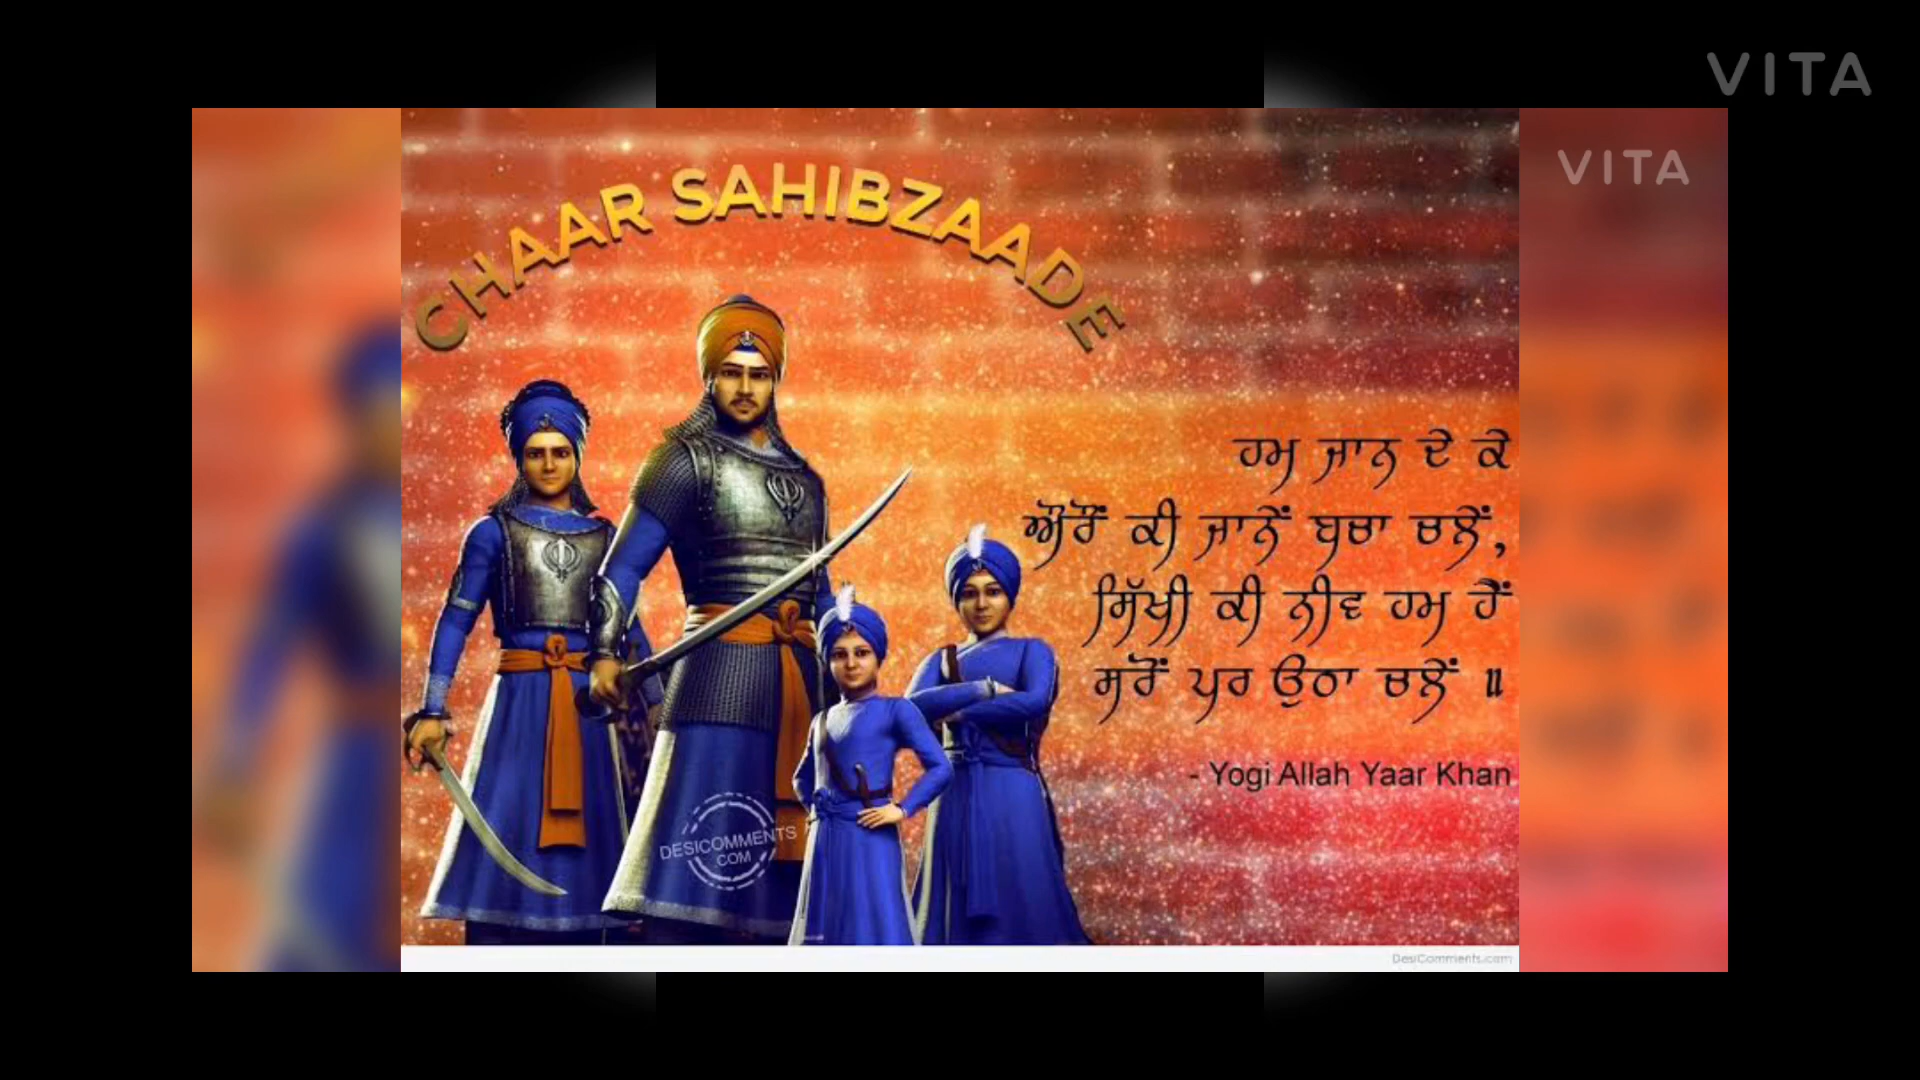 VITA
VITA
CHAAR SAHIBZAADE
ਹਮ ਜਾਨ ਦੇ ਕੇ
ਔਰੋਂ ਕੀ ਜਾਨੇਂ ਬਚਾ ਚਲੇਂ,
ਸਿੱਖੀ ਕੀ ਨੀਵ ਹਮ ਹੈਂ
ਸਰੋਂ ਪਰ ਉਠਾ ਚਲੇਂ ॥
- Yogi Allah Yaar Khan
DESICOMMENTS
.COM
DesiComments.com